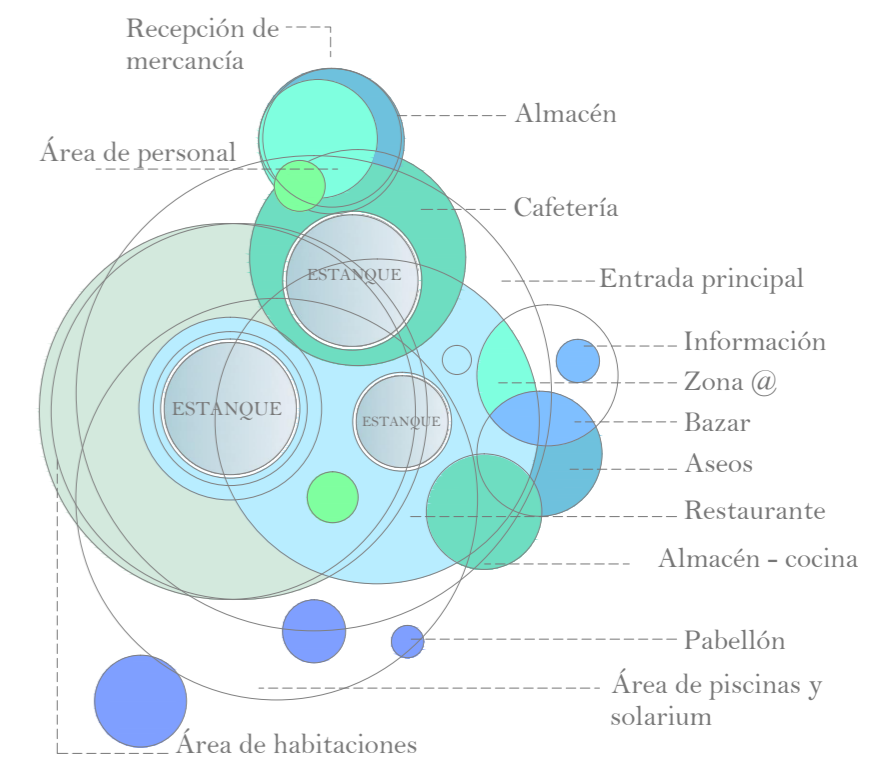 Recepción de
mercancía
Almacén
Área de personal
Cafetería
ESTANQUE
Entrada principal
Información
Zona @
ESTANQUE
ESTANQUE
Bazar
Aseos
Restaurante
Almacén - cocina
Pabellón
Área de piscinas y
solarium
Área de habitaciones